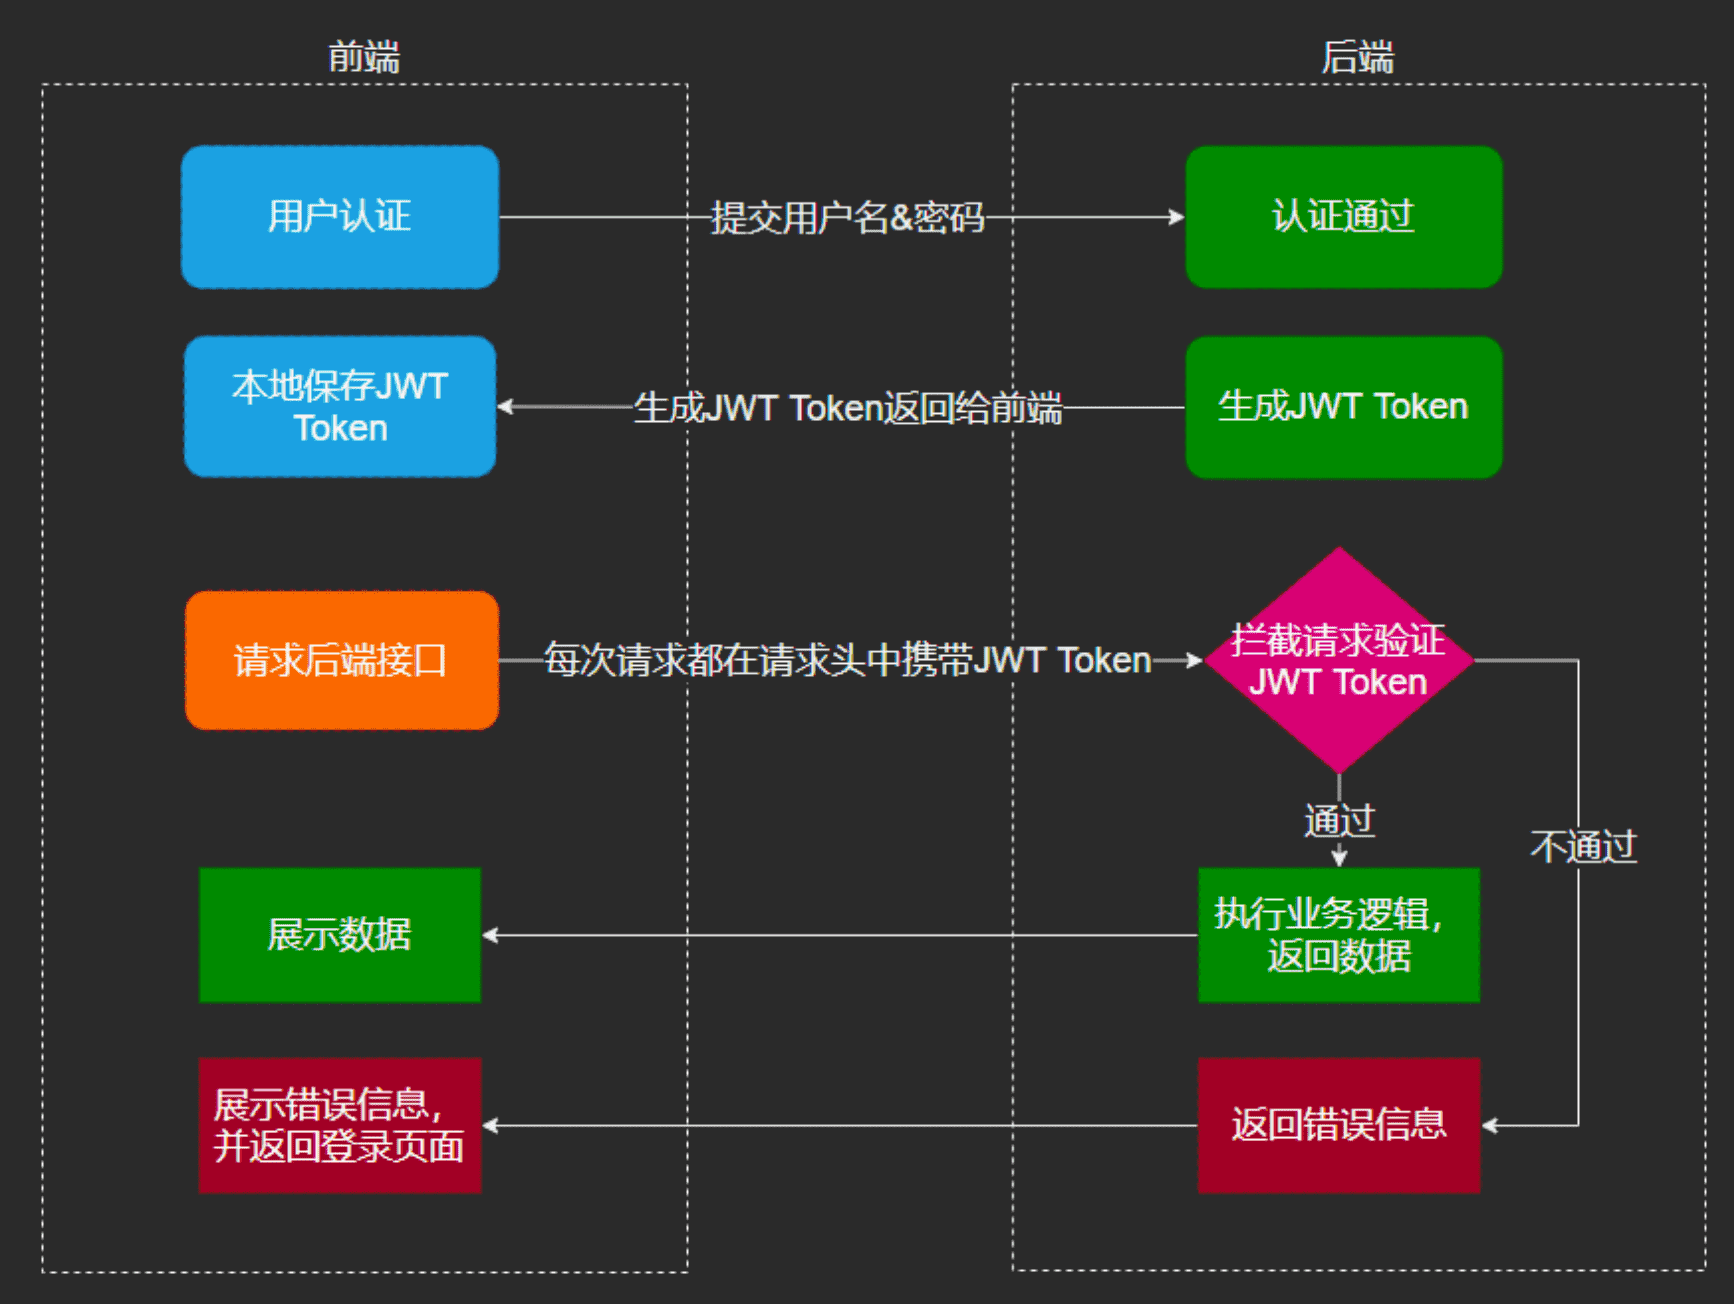 前端
后端
用户认证
提交用户名&密码
认证通过
本地保存JWT
Token
生成JWT Token返回给前端
生成JWT Token
请求后端接口
每次请求都在请求头中携带JWT Token
拦截请求验证
JWT Token
通过
不通过
展示数据
执行业务逻辑，
返回数据
展示错误信息，
并返回登录页面
返回错误信息